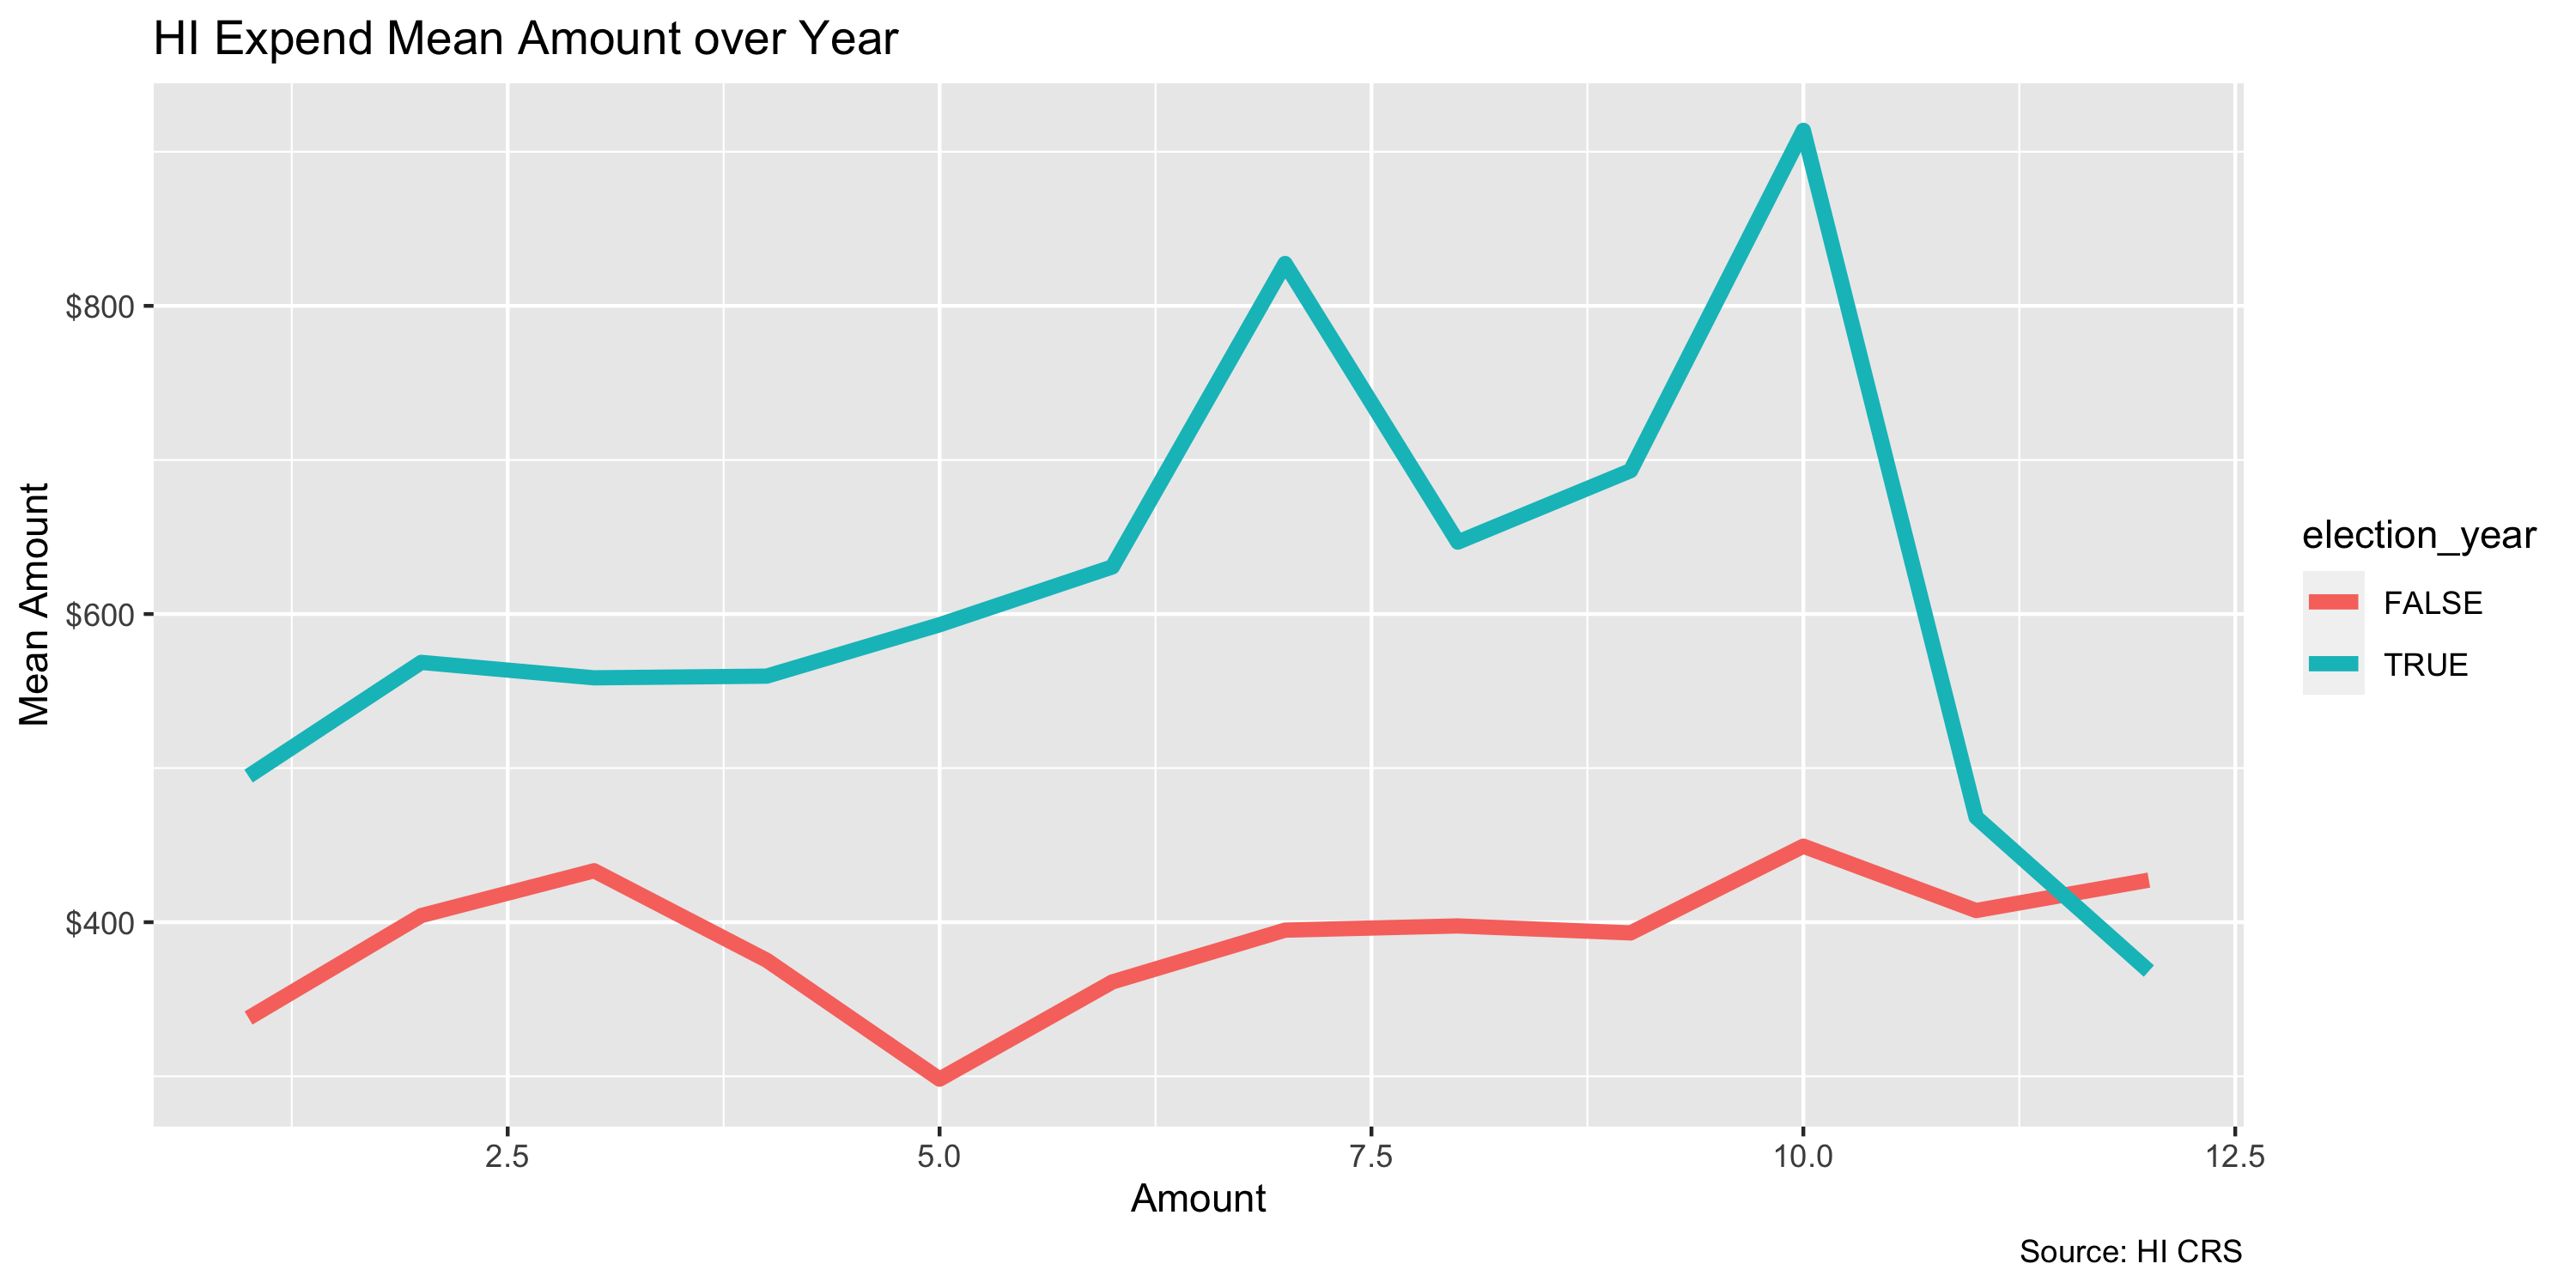 HI Expend Mean Amount over Year
Mean Amount
$800
$600
$400
2.5
5.0
7.5
10.0
12.5
Amount
election_year
FALSE
TRUE
Source: HI CRS